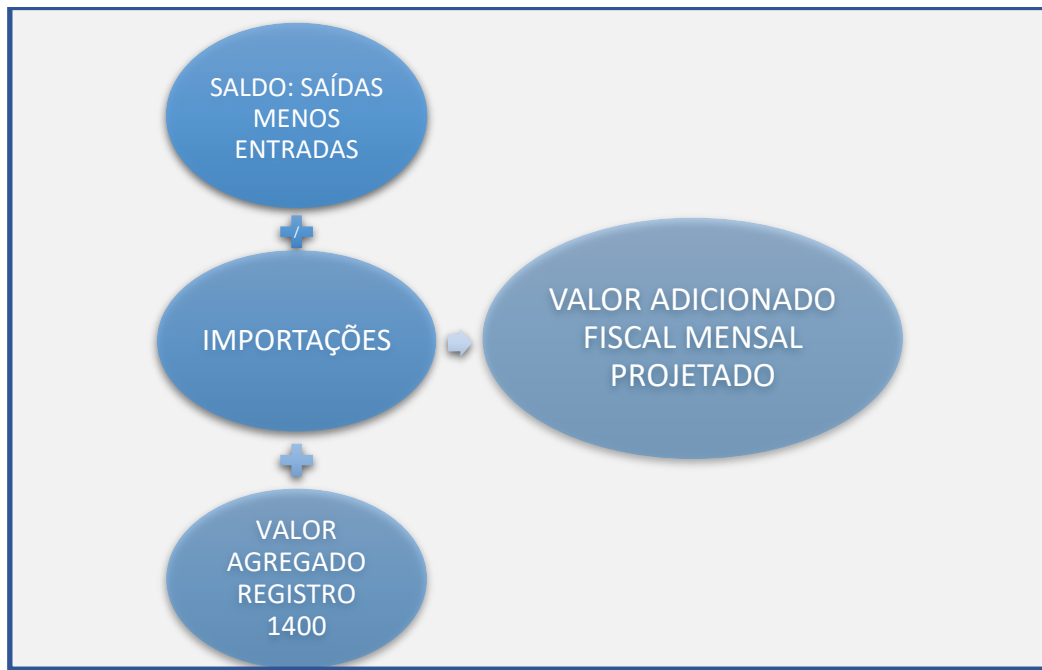 SALDO: SAÍDAS
MENOS
ENTRADAS
/
IMPORTAÇÕES
VALOR AGREGADO
REGISTRO
1400
VALOR ADICIONADO
FISCAL MENSAL
PROJETADO